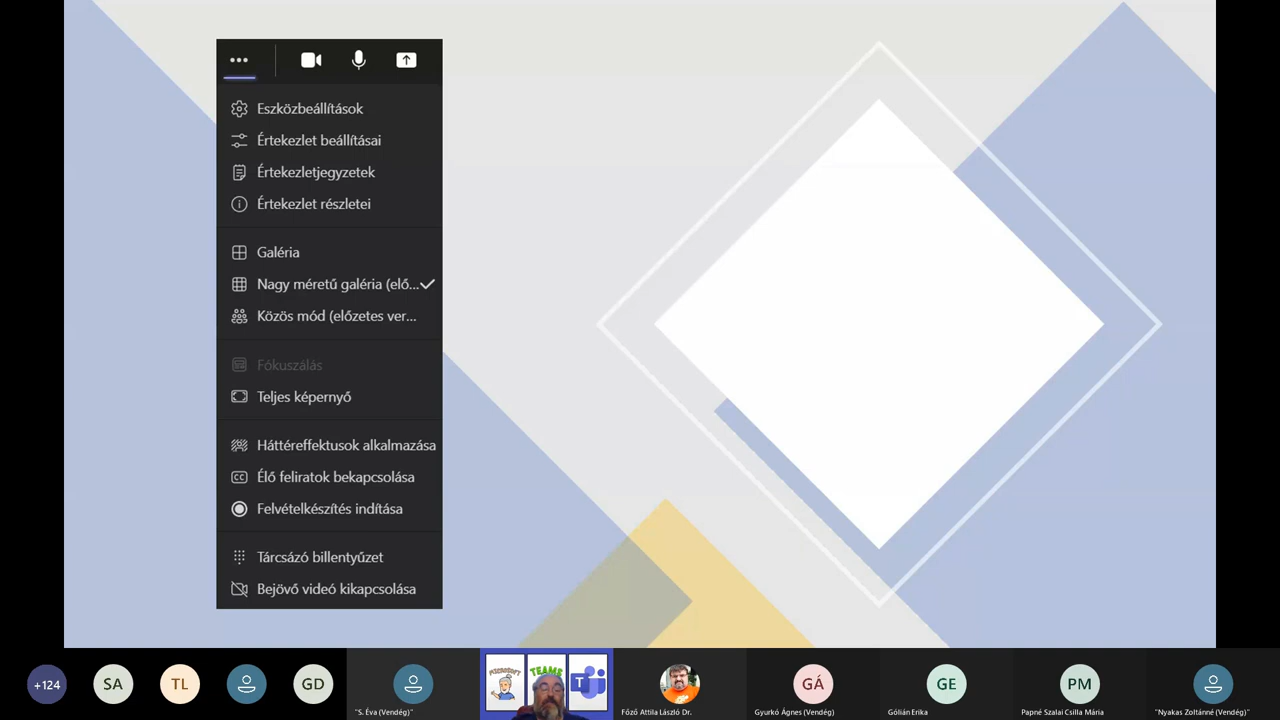 Eszközbeállítások
Értekezlet beállításai
Értekezletjegyzetek
Értekezlet részletei
Galéria
Nagy méretű galéria (elő...
Közös mód (előzetes ver...
Fókuszálás
Teljes képernyő
Háttéreffektusok alkalmazása
Élő feliratok bekapcsolása
Felvételkészítés indítása
Tárcsázó billentyűzet
Bejövő videó kikapcsolása
+124
SA
TL
GD
"S. Éva (Vendég)"
MICROSOFT
TEAMS
T
Főző Attila László Dr.
GÁ
Gyurkó Ágnes (Vendég)
GE
Gólián Erika
PM
Papné Szalai Csilla Mária
"Nyakas Zoltánné (Vendég)"